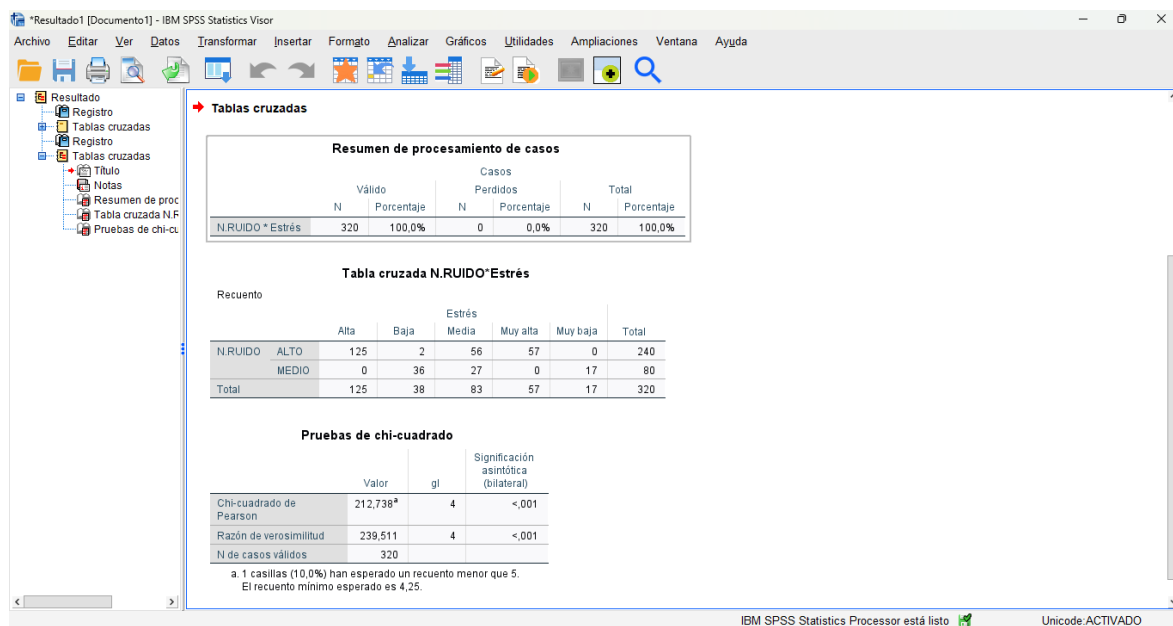 *Resultado1 [Documento1] - IBM SPSS Statistics Visor
Archivo Editar Ver Datos Transformar Insertar Formato Analizar Gráficos Utilidades Ampliaciones Ventana Ayuda
Resultado
Registro
Tablas cruzadas
Registro
Tablas cruzadas
Título
Notas
Resumen de proc
Tabla cruzada N.R
Pruebas de chi-cu
Tablas cruzadas
Resumen de procesamiento de casos
Casos
Válido Perdidos Total
N Porcentaje N Porcentaje N Porcentaje
N.RUIDO * Estrés 320 100,0% 0 0,0% 320 100,0%
Tabla cruzada N.RUIDO*Estrés
Recuento
Estrés
Alta Baja Media Muy alta Muy baja Total
N.RUIDO ALTO 125 2 56 57 0 240
MEDIO 0 36 27 0 17 80
Total 125 38 83 57 17 320
Pruebas de chi-cuadrado
Valor gl Significación
asintótica
(bilateral)
Chi-cuadrado de
Pearson 212,738ª 4 <,001
Razón de verosimilitud 239,511 4 <,001
N de casos válidos 320
a. 1 casillas (10,0%) han esperado un recuento menor que 5.
El recuento mínimo esperado es 4,25.
IBM SPSS Statistics Processor está listo Unicode:ACTIVADO